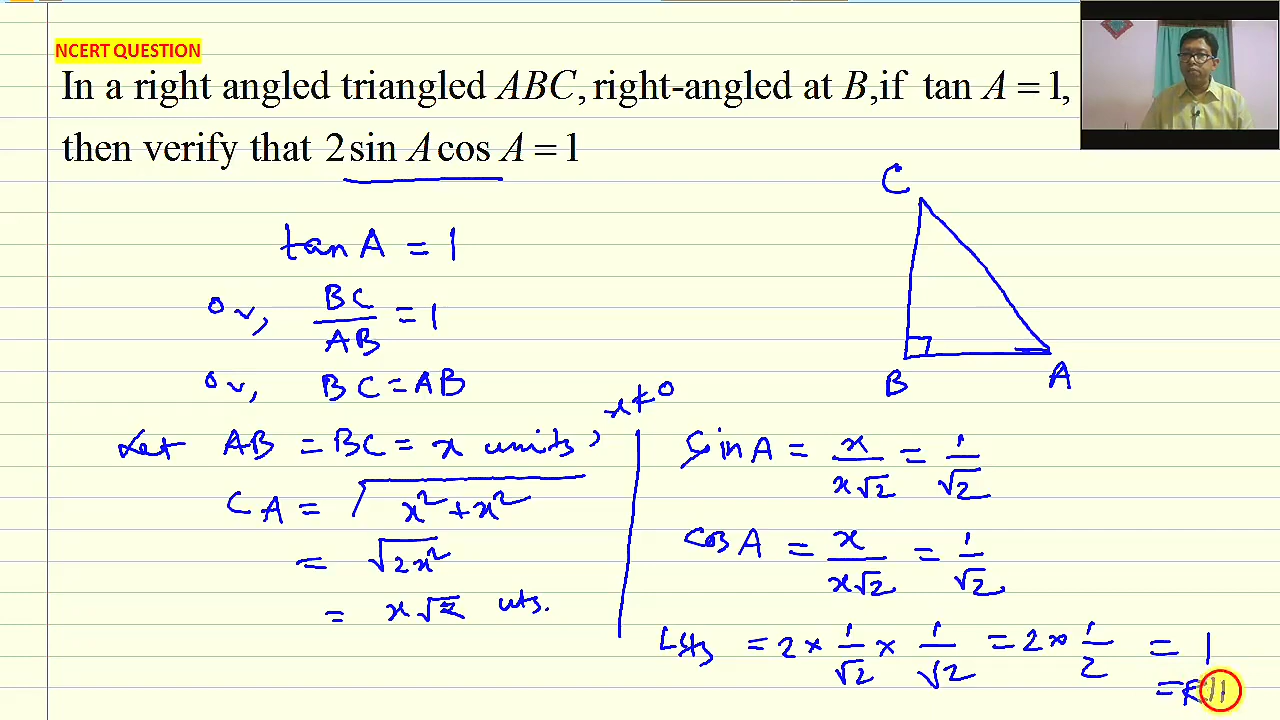 NCERT QUESTION
In a right angled triangled ABC, right-angled at B,if tan A = 1,
then verify that 2 sin A cos A = 1
C
B
A
tan A = 1
Or, BC/AB = 1
Or, BC = AB
Let AB = BC = x units, x ≠ 0
CA = √(x² + x²)
= √(2x²)
= x√2 uts.
Sin A = x/(x√2) = 1/√2
Cos A = x/(x√2) = 1/√2
LHS = 2 × 1/√2 × 1/√2 = 2 × 1/2 = 1